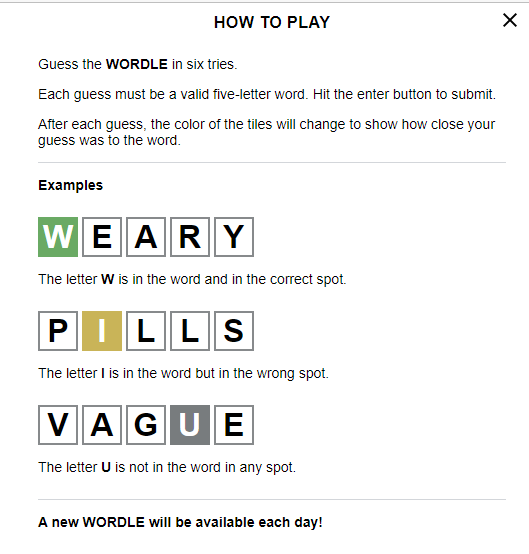 HOW TO PLAY
Guess the WORDLE in six tries.
Each guess must be a valid five-letter word. Hit the enter button to submit.
After each guess, the color of the tiles will change to show how close your
guess was to the word.
Examples
W E A R Y
The letter W is in the word and in the correct spot.
P I L L S
The letter I is in the word but in the wrong spot.
V A G U E
The letter U is not in the word in any spot.
A new WORDLE will be available each day!